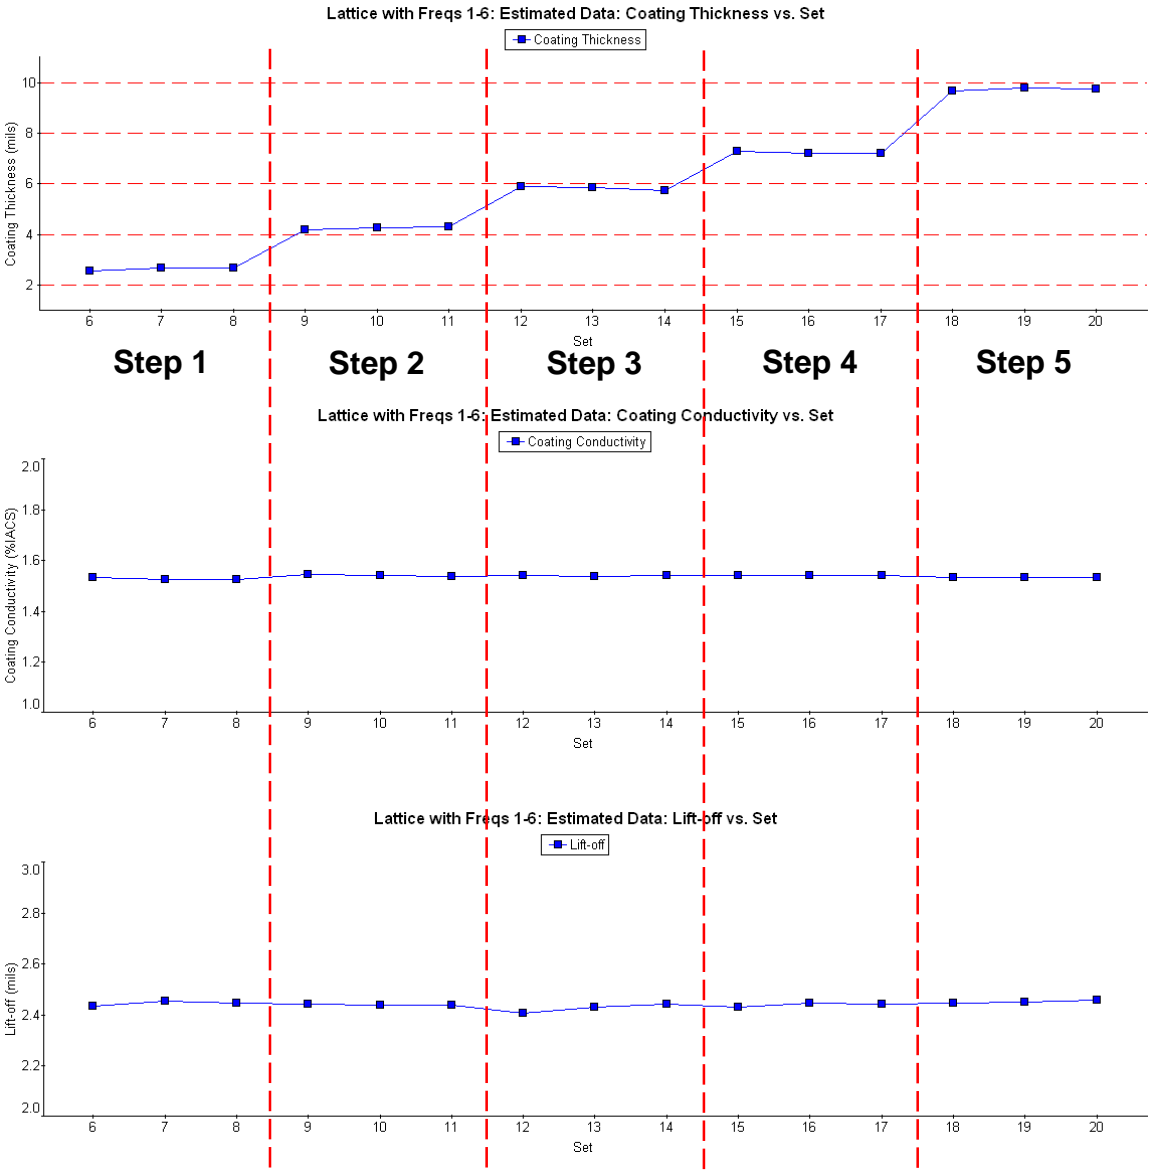 Lattice with Freqs 1-6: Estimated Data: Coating Thickness vs. Set
Coating Thickness
Coating Thickness (mils)
10
8
6
4
2
6 7 8 9 10 11 12 13 14 15 16 17 18 19 20
Set
Step 1 Step 2 Step 3 Step 4 Step 5
Lattice with Freqs 1-6: Estimated Data: Coating Conductivity vs. Set
Coating Conductivity
Coating Conductivity (%IACS)
2.0
1.8
1.6
1.4
1.2
1.0
6 7 8 9 10 11 12 13 14 15 16 17 18 19 20
Set
Lattice with Freqs 1-6: Estimated Data: Lift-off vs. Set
Lift-off
Lift-off (mils)
3.0
2.8
2.6
2.4
2.2
2.0
6 7 8 9 10 11 12 13 14 15 16 17 18 19 20
Set